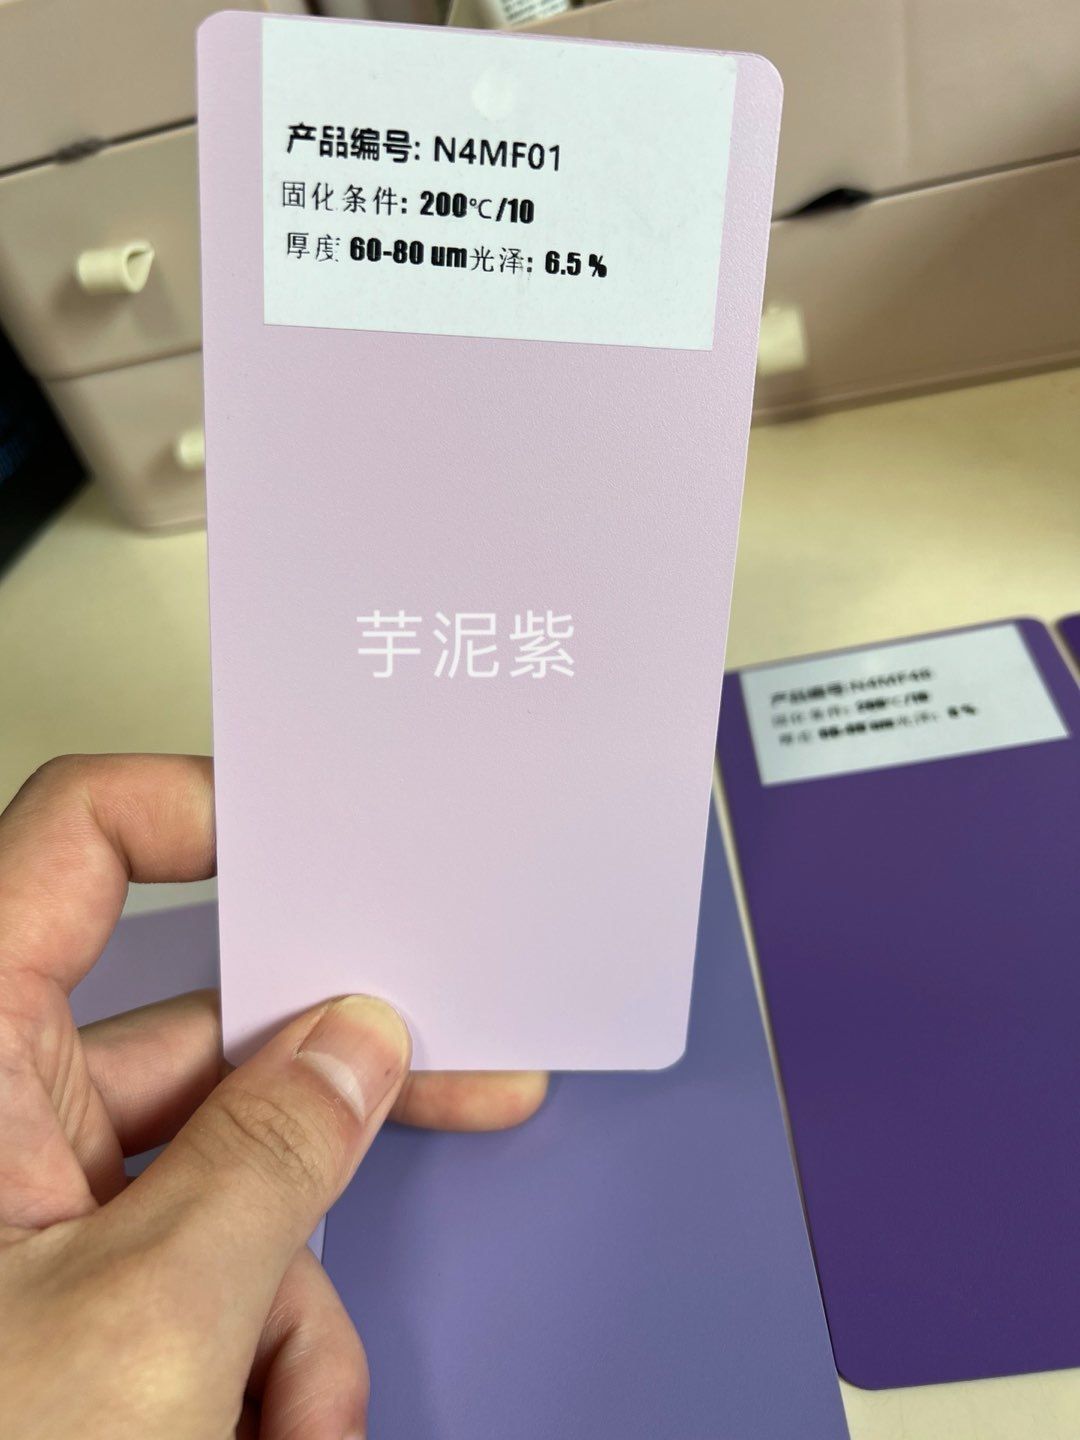 产品编号: N4MF01
固化条件: 200℃/10
厚度 60-80 um光泽: 6.5 %
芋泥紫
产品编号:N4MF46
固化条件: 200℃/10